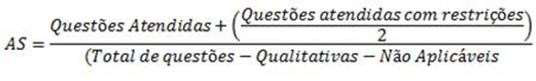 AS = Questões Atendidas + (Questões atendidas com restrições / 2)
(Total de questões − Qualitativas − Não Aplicáveis